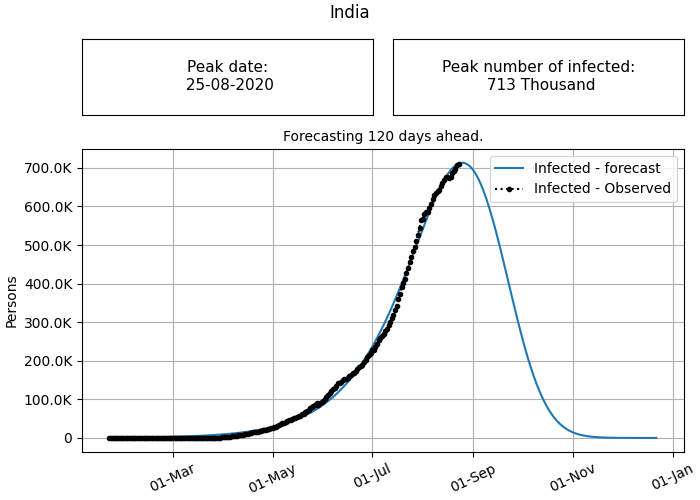 India
Peak date:
25-08-2020
Peak number of infected:
713 Thousand
Forecasting 120 days ahead.
Infected - forecast
Infected - Observed
Persons
700.0K
600.0K
500.0K
400.0K
300.0K
200.0K
100.0K
0
01-Mar
01-May
01-Jul
01-Sep
01-Nov
01-Jan